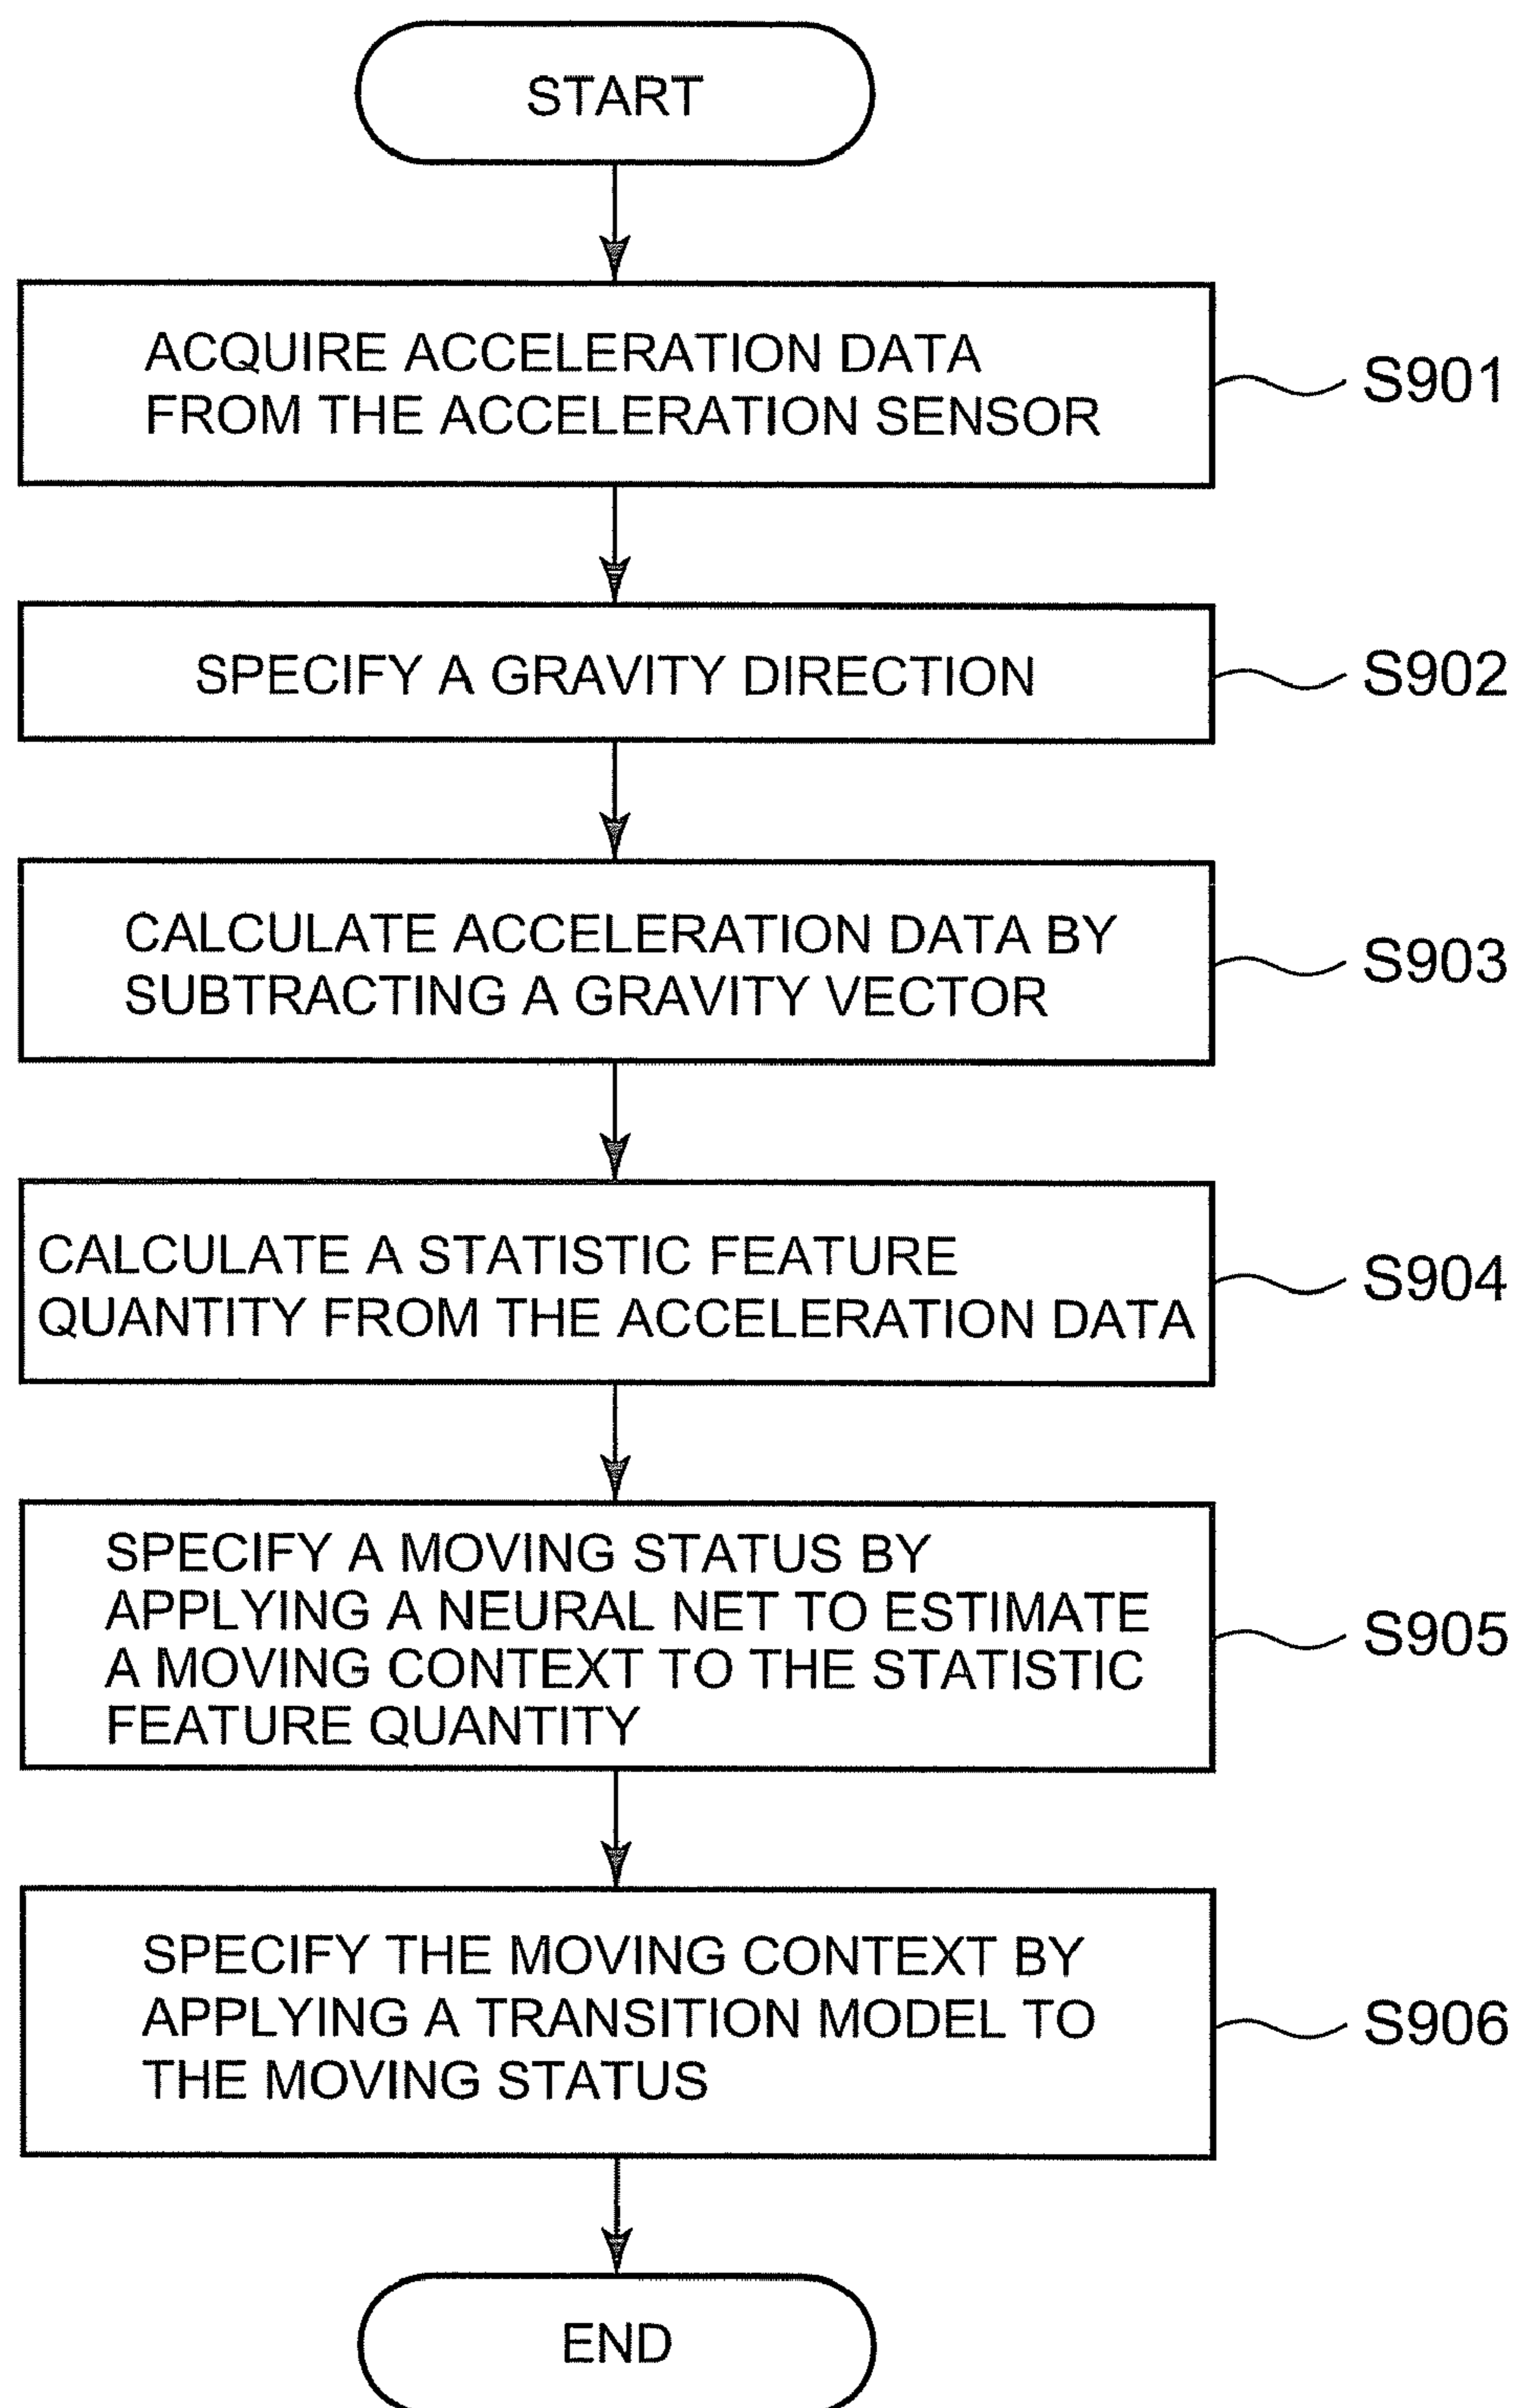 START
ACQUIRE ACCELERATION DATA
FROM THE ACCELERATION SENSOR
S901
SPECIFY A GRAVITY DIRECTION
S902
CALCULATE ACCELERATION DATA BY
SUBTRACTING A GRAVITY VECTOR
S903
CALCULATE A STATISTIC FEATURE
QUANTITY FROM THE ACCELERATION DATA
S904
SPECIFY A MOVING STATUS BY
APPLYING A NEURAL NET TO ESTIMATE
A MOVING CONTEXT TO THE STATISTIC
FEATURE QUANTITY
S905
SPECIFY THE MOVING CONTEXT BY
APPLYING A TRANSITION MODEL TO
THE MOVING STATUS
S906
END